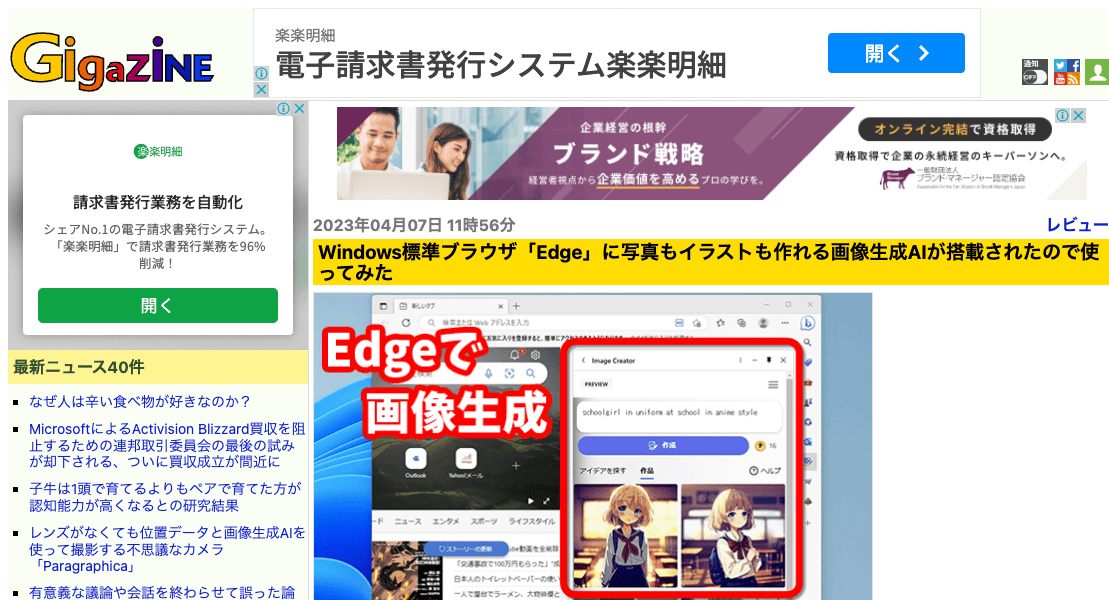 GigaZiNE
楽楽明細
電子請求書発行システム楽楽明細
開く
通知
OFF
楽楽明細
請求書発行業務を自動化
シェアNo.1の電子請求書発行システム。
「楽楽明細」で請求書発行業務を96%
削減！
開く
企業経営の根幹
ブランド戦略
経営者視点から企業価値を高めるプロの学びを。
オンライン完結で資格取得
資格取得で企業の永続経営のキーパーソンへ。
一般財団法人
ブランド・マネージャー認定協会
2023年04月07日 11時56分
レビュー
Windows標準ブラウザ「Edge」に写真もイラストも作れる画像生成AIが搭載されたので使
ってみた
新しいタブ
検索または Web アドレスを入力
Edgeで
画像生成
Image Creator
PREVIEW
schoolgirl in uniform at school in anime style
作成
16
アイデアを探す 作品
ヘルプ
Outlook
Yahoo!メール
ニュース エンタメ スポーツ ライフスタイル
ストーリーの更新
「交通事故で100万円もらった」
日本人のトイレットペーパーの使い
一人で屋台でラーメン、大物俳優と
最新ニュース40件
なぜ人は辛い食べ物が好きなのか？
MicrosoftによるActivision Blizzard買収を阻
止するための連邦取引委員会の最後の試み
が却下される、ついに買収成立が間近に
子牛は1頭で育てるよりもペアで育てた方が
認知能力が高くなるとの研究結果
レンズがなくても位置データと画像生成AIを
使って撮影する不思議なカメラ
「Paragraphica」
有意義な議論や会話を終わらせて誤った論